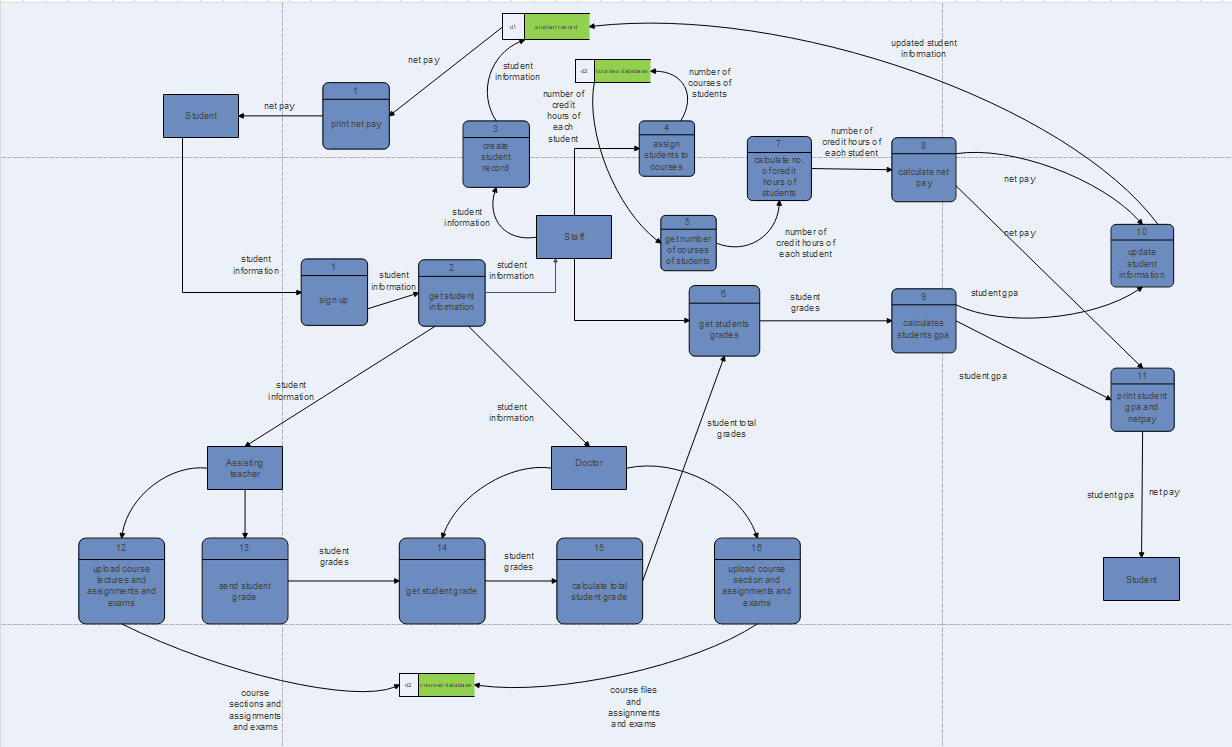 d1
student record
updated student
information
net pay
student
information
d2
courses database
number of
courses of
students
1
print net pay
net pay
Student
number of
credit
hours of
each
student
3
create
student
record
4
assign
students to
courses
7
calculate no.
of credit
hours of
students
number of
credit hours of
each student
8
calculate net
pay
net pay
student
information
Staff
5
get number
of courses
of students
number of
credit hours of
each student
net pay
10
update
student
information
student
information
1
sign up
student
information
2
get student
information
student
information
6
get students
grades
student
grades
9
calculates
students gpa
student gpa
student gpa
11
print student
gpa and
netpay
student
information
student
information
student total
grades
Assisting
teacher
Doctor
student gpa
net pay
12
upload course
lectures and
assignments and
exams
13
send student
grade
student
grades
14
get student grade
student
grades
15
calculate total
student grade
16
upload course
section and
assignments and
exams
Student
d2
courses database
course
sections and
assignments
and exams
course files
and
assignments
and exams